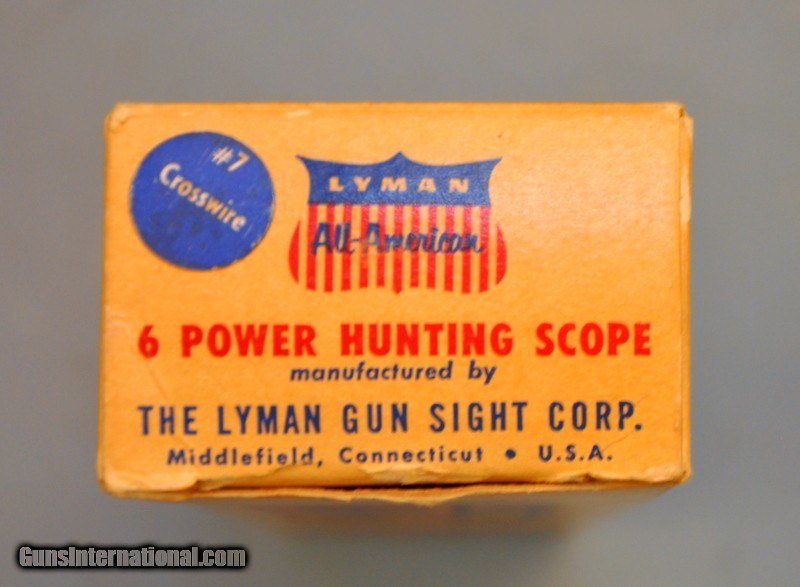 #7
Crosswire
LYMAN
All-American
6 POWER HUNTING SCOPE
manufactured by
THE LYMAN GUN SIGHT CORP.
Middlefield, Connecticut • U.S.A.
GunsInternational.com